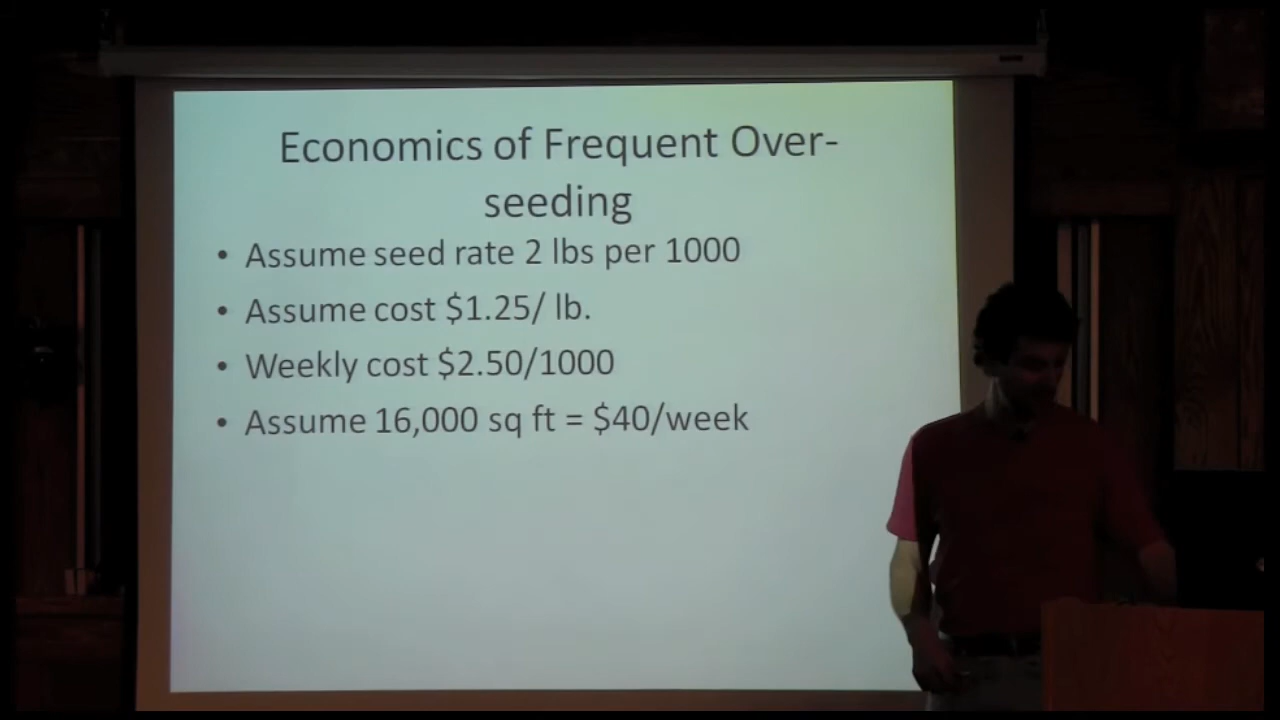 Economics of Frequent Over-
seeding
• Assume seed rate 2 lbs per 1000
• Assume cost $1.25/ lb.
• Weekly cost $2.50/1000
• Assume 16,000 sq ft = $40/week